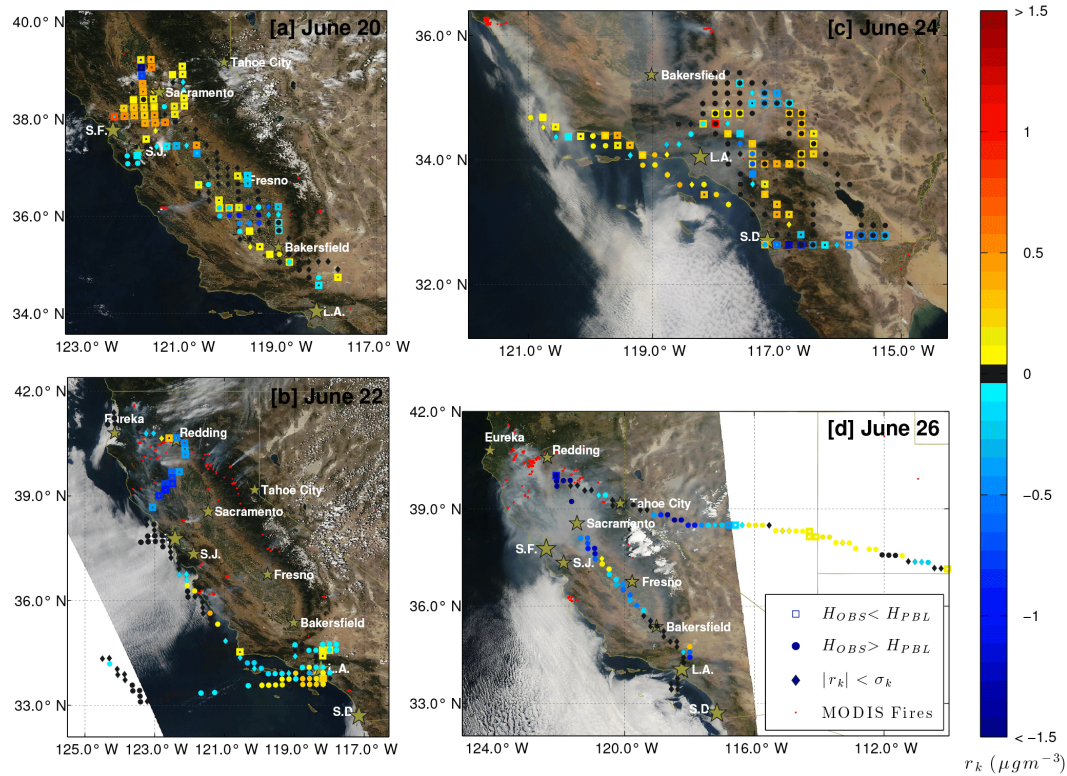 [a] June 20
Tahoe City
Sacramento
S.F.
S.J.
Fresno
Bakersfield
L.A.
40.0° N
38.0° N
36.0° N
34.0° N
123.0° W
121.0° W
119.0° W
117.0° W
[c] June 24
Bakersfield
L.A.
S.D.
36.0° N
34.0° N
32.0° N
121.0° W
119.0° W
117.0° W
115.0° W
[b] June 22
Eureka
Redding
Tahoe City
Sacramento
S.J.
Fresno
Bakersfield
L.A.
S.D.
42.0° N
39.0° N
36.0° N
33.0° N
125.0° W
123.0° W
121.0° W
119.0° W
117.0° W
[d] June 26
Eureka
Redding
Tahoe City
Sacramento
S.F.
S.J.
Fresno
Bakersfield
L.A.
S.D.
42.0° N
39.0° N
36.0° N
33.0° N
124.0° W
120.0° W
116.0° W
112.0° W
H_OBS < H_PBL
H_OBS > H_PBL
|r_k| < σ_k
MODIS Fires
> 1.5
1
0.5
0
−0.5
−1
< −1.5
r_k (μgm⁻³)